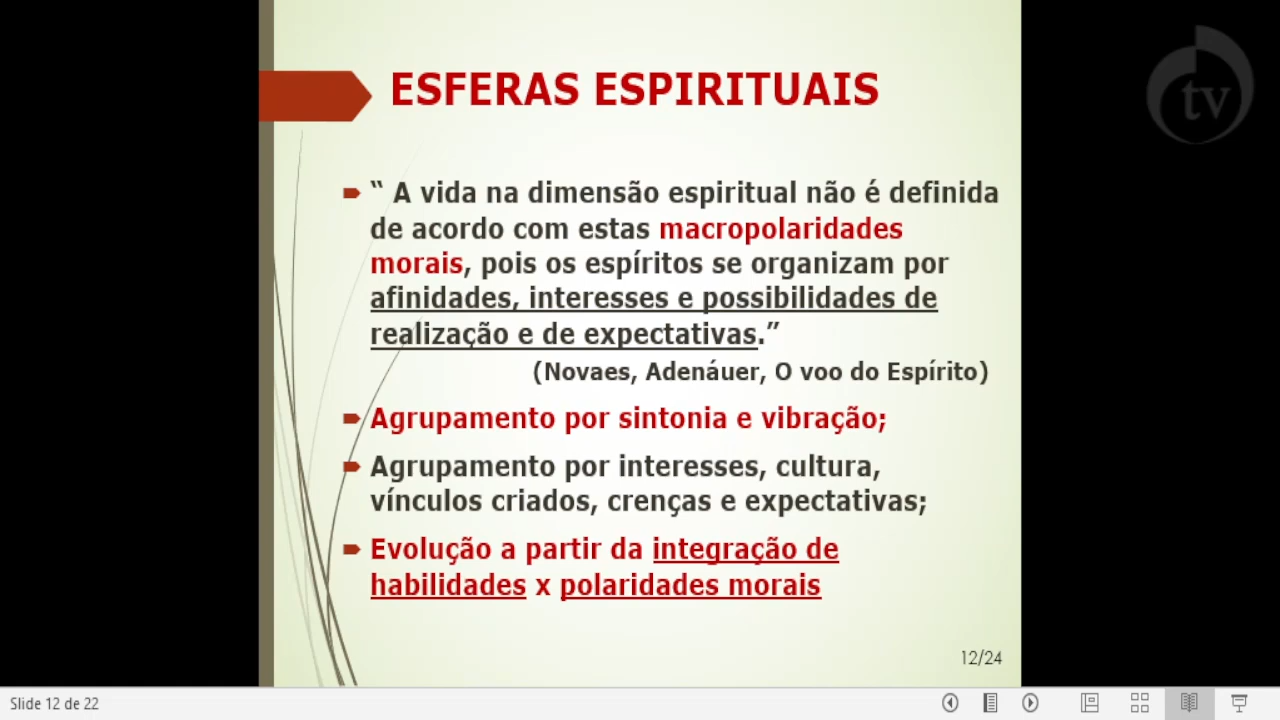 tv
ESFERAS ESPIRITUAIS
“ A vida na dimensão espiritual não é definida
de acordo com estas macropolaridades
morais, pois os espíritos se organizam por
afinidades, interesses e possibilidades de
realização e de expectativas.”
(Novaes, Adenáuer, O voo do Espírito)
Agrupamento por sintonia e vibração;
Agrupamento por interesses, cultura,
vínculos criados, crenças e expectativas;
Evolução a partir da integração de
habilidades x polaridades morais
12/24
Slide 12 de 22